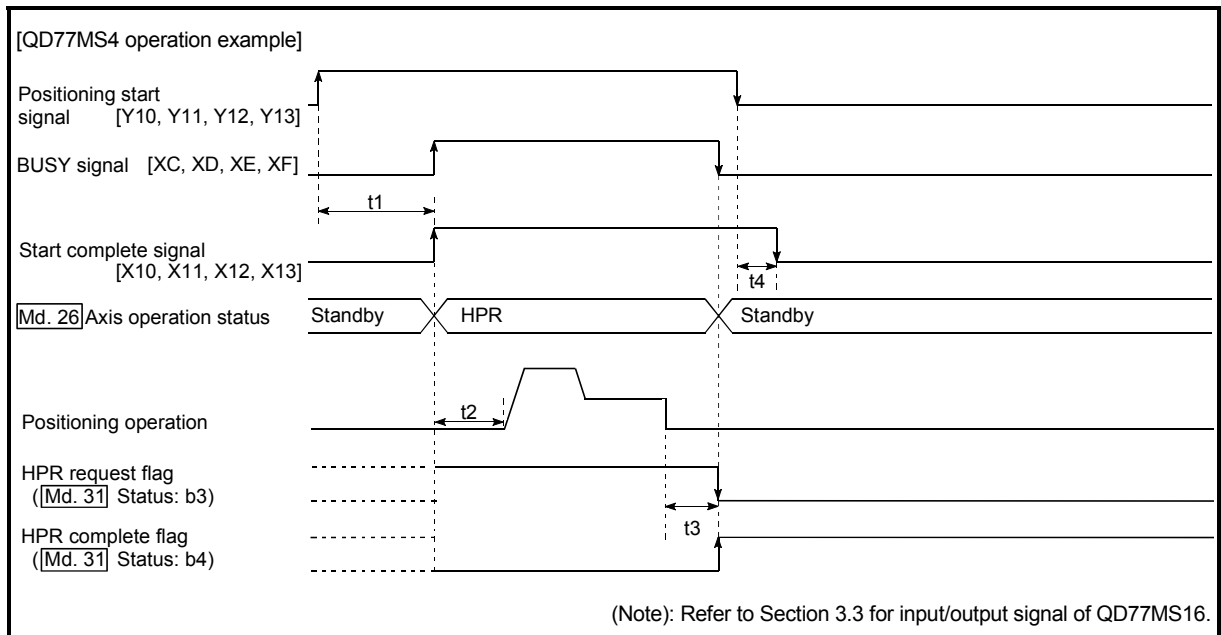 [QD77MS4 operation example]
Positioning start
signal [Y10, Y11, Y12, Y13]
BUSY signal [XC, XD, XE, XF]
t1
Start complete signal
[X10, X11, X12, X13]
t4
Md. 26 Axis operation status
Standby
HPR
Standby
t2
Positioning operation
HPR request flag
(Md. 31 Status: b3)
t3
HPR complete flag
(Md. 31 Status: b4)
(Note): Refer to Section 3.3 for input/output signal of QD77MS16.